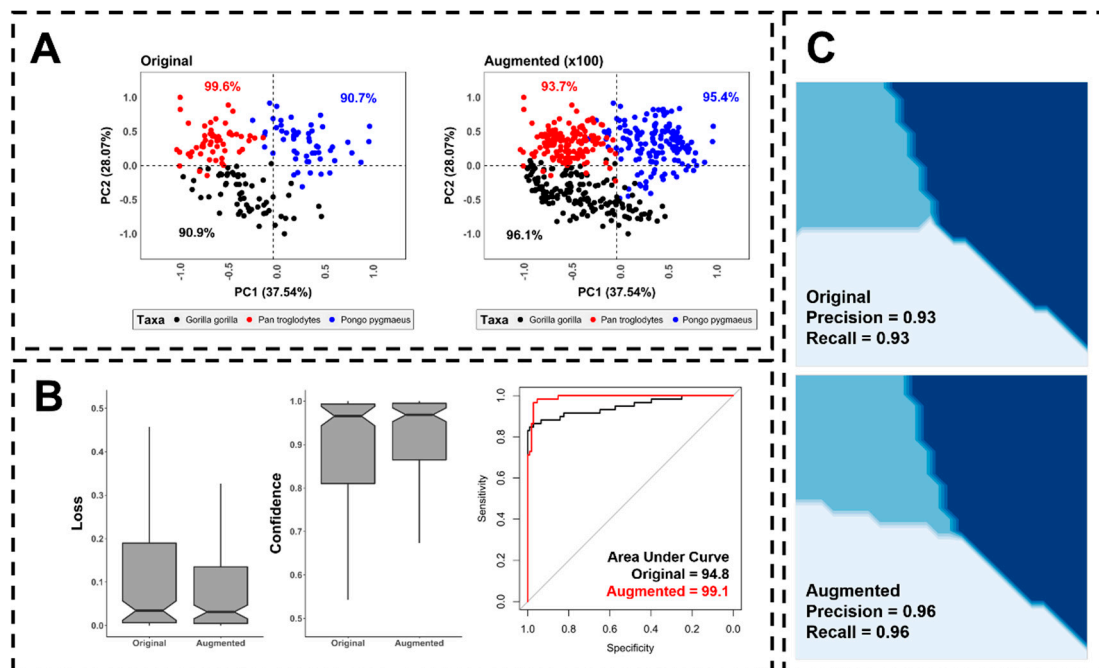 A
Original
99.6%
90.7%
90.9%
PC2 (28.07%)
1.0
0.5
0.0
-0.5
-1.0
-1.0
-0.5
0.0
0.5
1.0
PC1 (37.54%)
Taxa Gorilla gorilla Pan troglodytes Pongo pygmaeus
Augmented (x100)
93.7%
95.4%
96.1%
PC2 (28.07%)
1.0
0.5
0.0
-0.5
-1.0
-1.0
-0.5
0.0
0.5
1.0
PC1 (37.54%)
Taxa Gorilla gorilla Pan troglodytes Pongo pygmaeus
B
Loss
0.5
0.4
0.3
0.2
0.1
0.0
Original Augmented
Confidence
1.0
0.9
0.8
0.7
0.6
0.5
Original Augmented
Sensitivity
1.0
0.8
0.6
0.4
0.2
0.0
Area Under Curve
Original = 94.8
Augmented = 99.1
1.0 0.8 0.6 0.4 0.2 0.0
Specificity
C
Original
Precision = 0.93
Recall = 0.93
Augmented
Precision = 0.96
Recall = 0.96